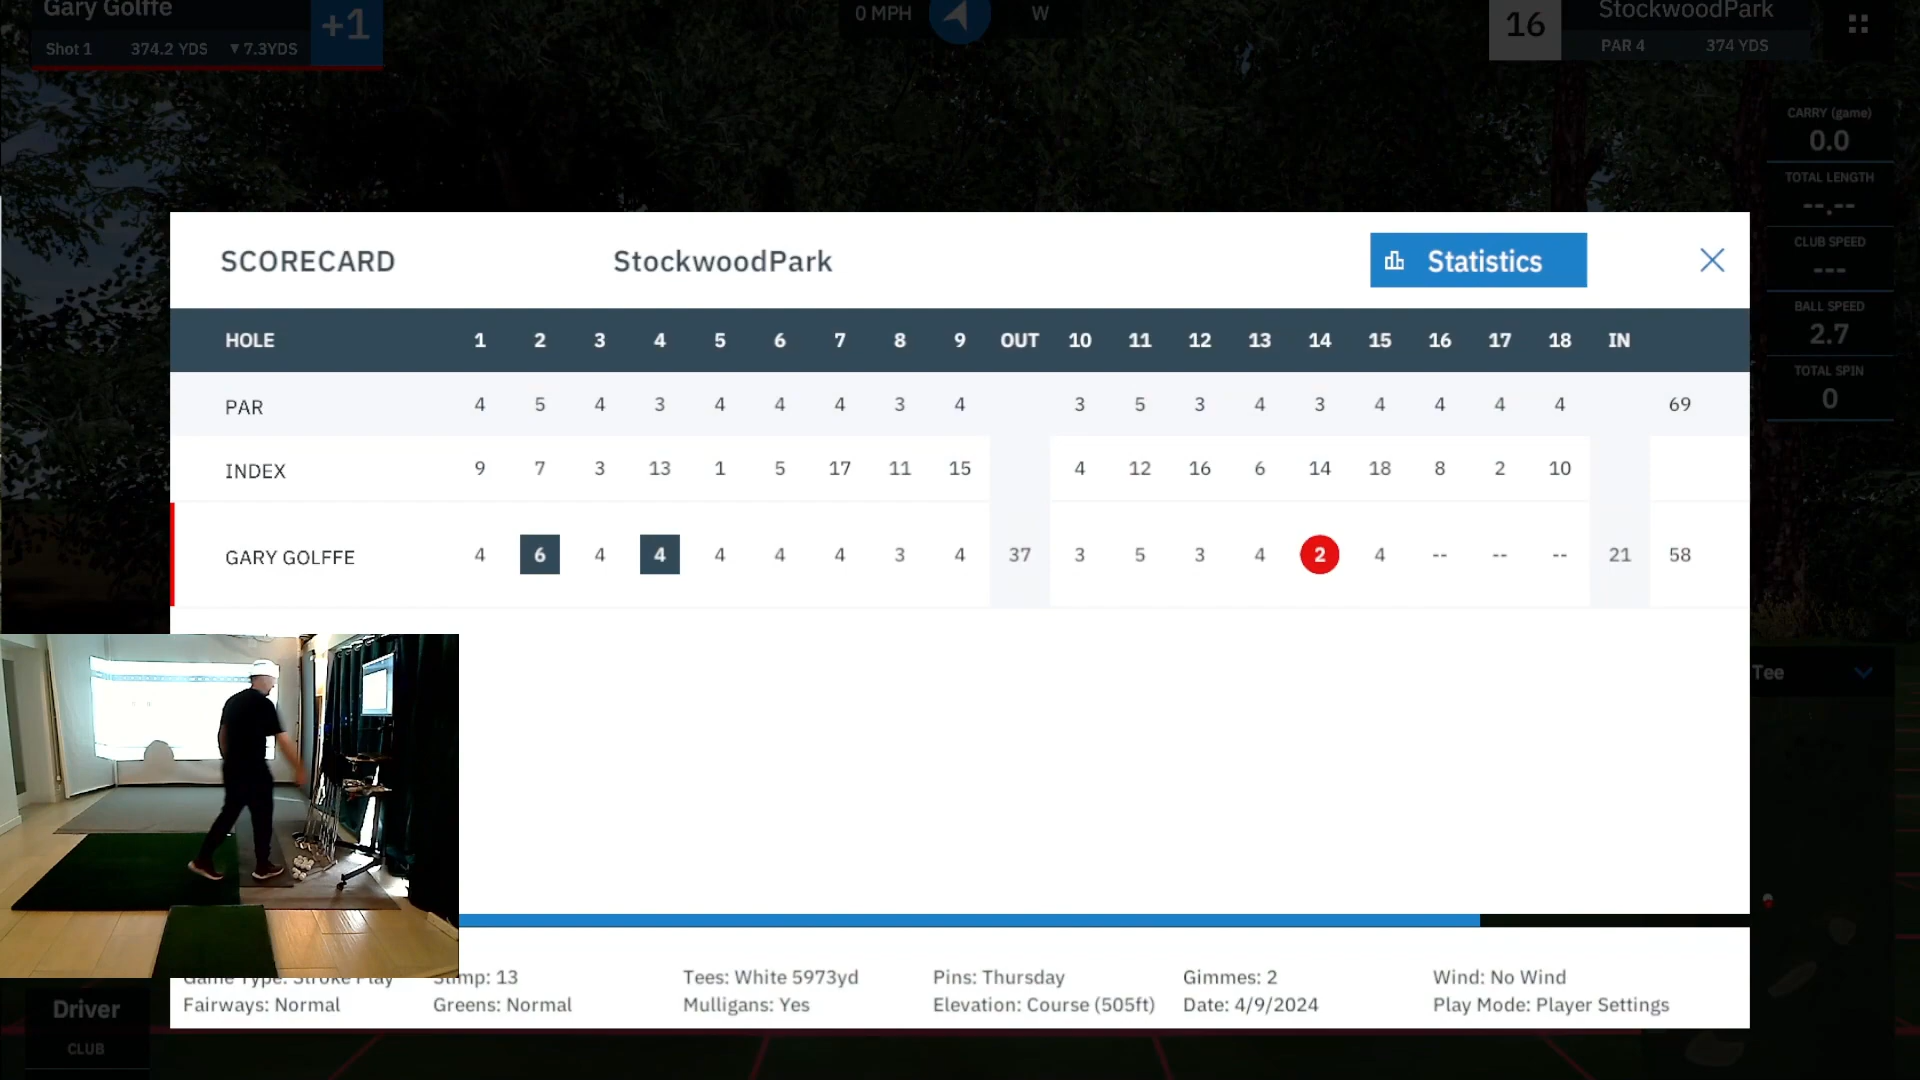 Gary Golffe
Shot 1 374.2 YDS ▼7.3YDS
+1
0 MPH W
16
StockwoodPark
PAR 4 374 YDS
CARRY (game)
0.0
TOTAL LENGTH
--.--
CLUB SPEED
---
BALL SPEED
2.7
TOTAL SPIN
0
SCORECARD StockwoodPark Statistics
HOLE 1 2 3 4 5 6 7 8 9 OUT 10 11 12 13 14 15 16 17 18 IN
PAR 4 5 4 3 4 4 4 3 4 3 5 3 4 3 4 4 4 4 69
INDEX 9 7 3 13 1 5 17 11 15 4 12 16 6 14 18 8 2 10
GARY GOLFFE 4 6 4 4 4 4 4 3 4 37 3 5 3 4 2 4 -- -- -- 21 58
Tee
Game Type: Stroke Play Stimp: 13 Tees: White 5973yd Pins: Thursday Gimmes: 2 Wind: No Wind
Fairways: Normal Greens: Normal Mulligans: Yes Elevation: Course (505ft) Date: 4/9/2024 Play Mode: Player Settings
Driver
CLUB